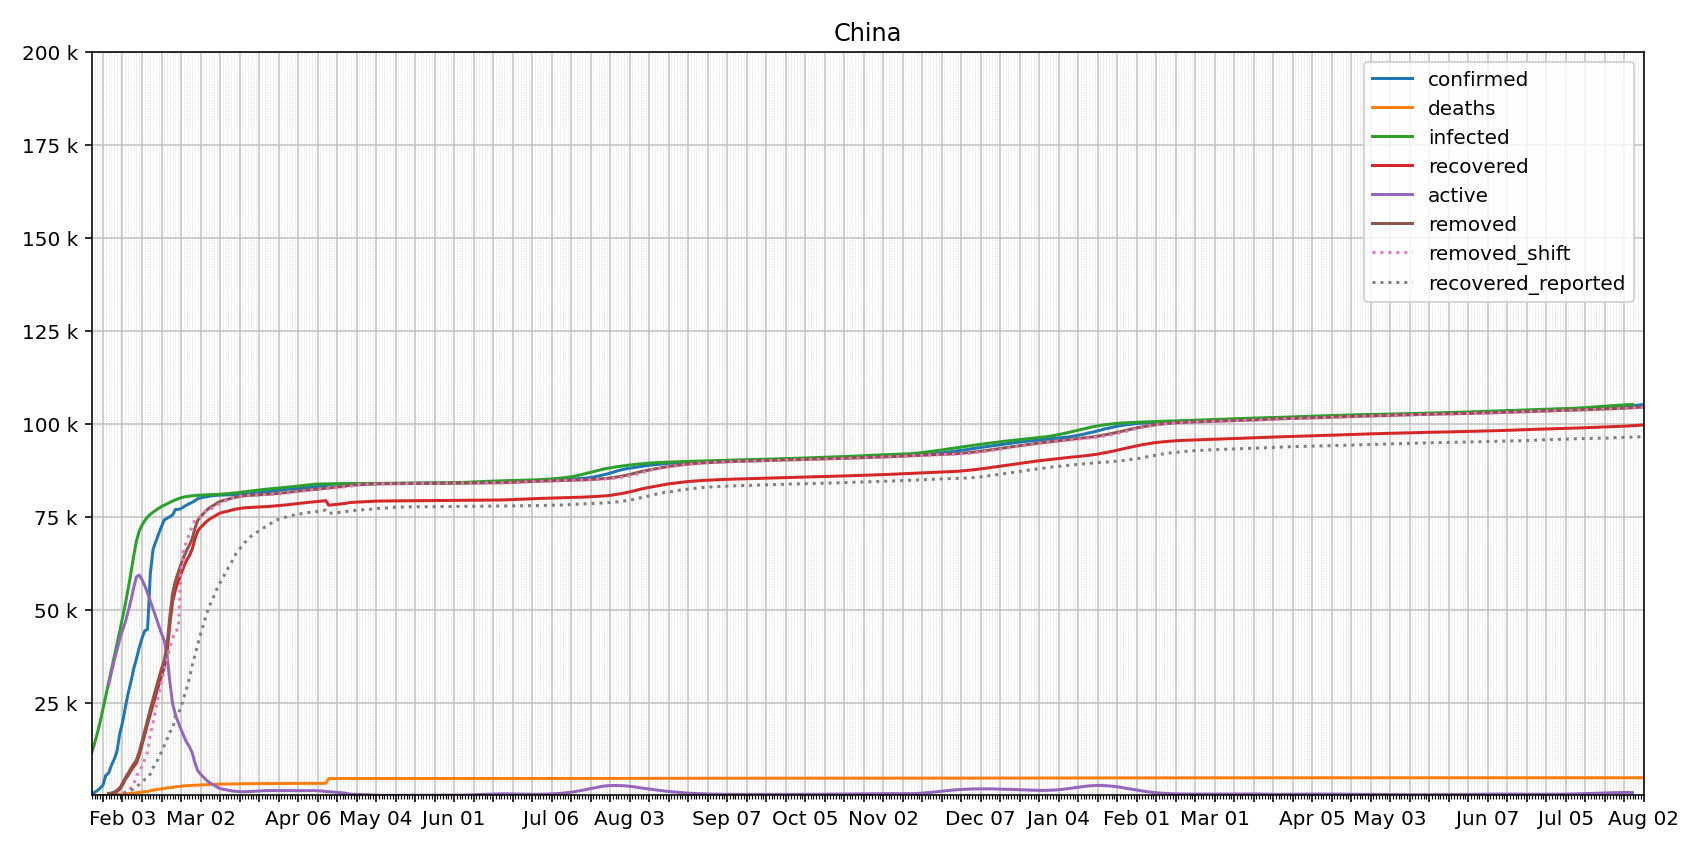 China
200 k
175 k
150 k
125 k
100 k
75 k
50 k
25 k
confirmed
deaths
infected
recovered
active
removed
removed_shift
recovered_reported
Feb 03 Mar 02 Apr 06 May 04 Jun 01 Jul 06 Aug 03 Sep 07 Oct 05 Nov 02 Dec 07 Jan 04 Feb 01 Mar 01 Apr 05 May 03 Jun 07 Jul 05 Aug 02